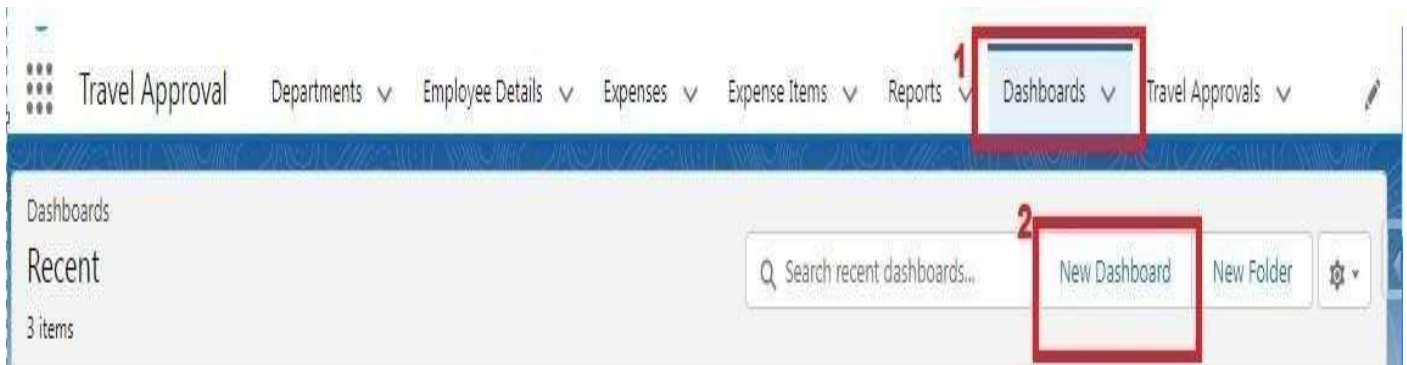 1
Travel Approval Departments Employee Details Expenses Expense Items Reports Dashboards Travel Approvals
Dashboards
2
Recent
Search recent dashboards... New Dashboard New Folder
3 items